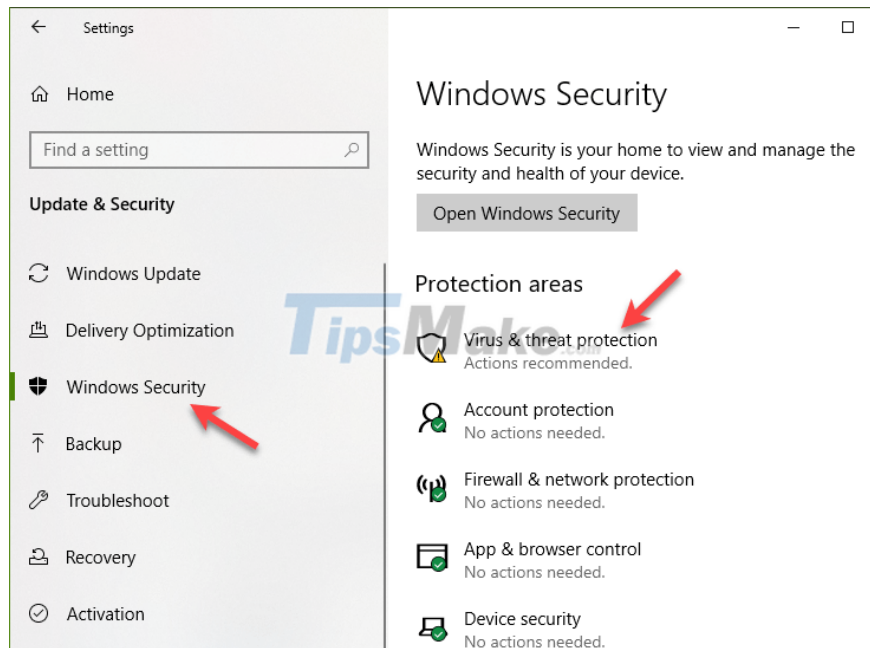 Settings
Home
Find a setting
Update & Security
Windows Update
Delivery Optimization
Windows Security
Backup
Troubleshoot
Recovery
Activation
Windows Security
Windows Security is your home to view and manage the
security and health of your device.
Open Windows Security
Protection areas
Virus & threat protection
Actions recommended.
Account protection
No actions needed.
Firewall & network protection
No actions needed.
App & browser control
No actions needed.
Device security
No actions needed.
TipsMake.com